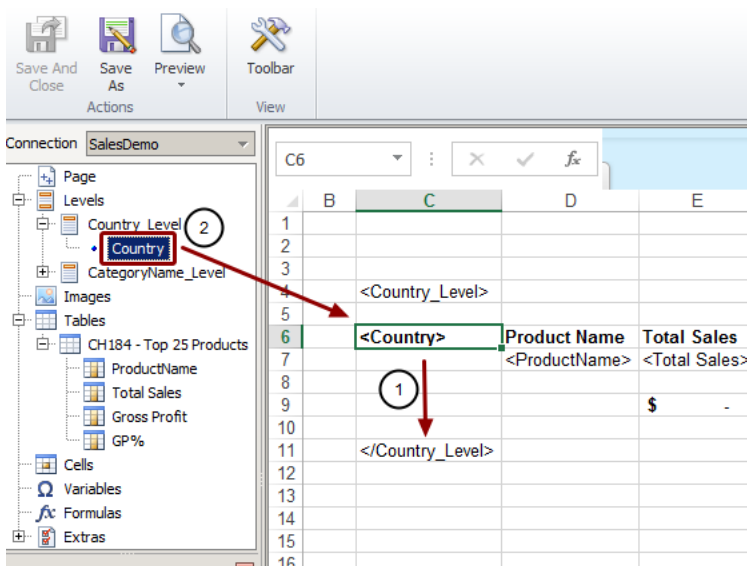 Save And Close
Save As
Preview
Toolbar
Actions
View
Connection SalesDemo
Page
Levels
Country_Level
2
Country
CategoryName_Level
Images
Tables
CH184 - Top 25 Products
ProductName
Total Sales
Gross Profit
GP%
Cells
Variables
Formulas
Extras
C6
fx
B C D E
1
2
3
4 <Country_Level>
5
6 <Country> Product Name Total Sales
7 <ProductName> <Total Sales>
8
1
9 $ -
10
11 </Country_Level>
12
13
14
15
16